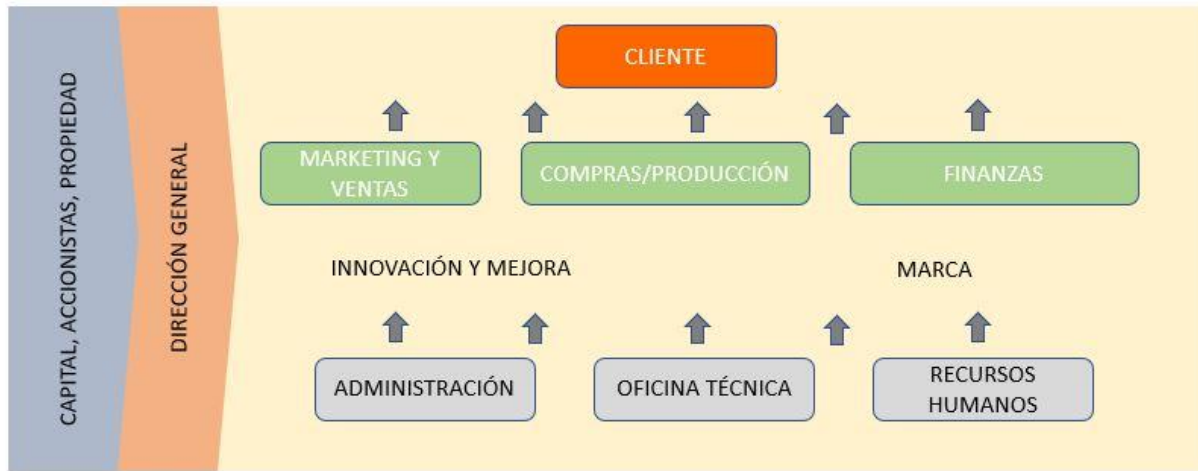 CAPITAL, ACCIONISTAS, PROPIEDAD
DIRECCIÓN GENERAL
CLIENTE
MARKETING Y
VENTAS
COMPRAS/PRODUCCIÓN
FINANZAS
INNOVACIÓN Y MEJORA
MARCA
ADMINISTRACIÓN
OFICINA TÉCNICA
RECURSOS
HUMANOS